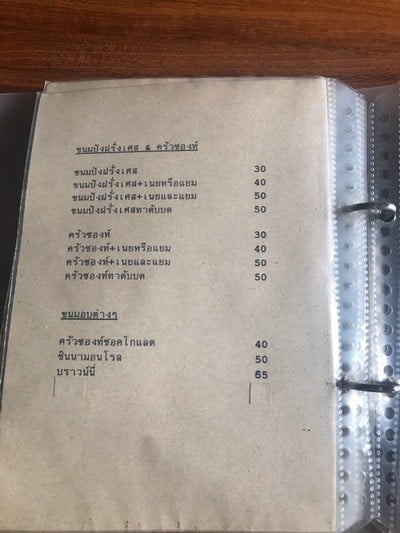 ขนมปังฝรั่งเศส & ครัวซองท์
ขนมปังฝรั่งเศส 30
ขนมปังฝรั่งเศส+เนยหรือแยม 40
ขนมปังฝรั่งเศส+เนยและแยม 50
ขนมปังฝรั่งเศสทาตับบด 50
ครัวซองท์ 30
ครัวซองท์+เนยหรือแยม 40
ครัวซองท์+เนยและแยม 50
ครัวซองท์ทาตับบด 50
ขนมอบต่างๆ
ครัวซองท์ชอคโกแลต 40
ซินนามอนโรล 50
บราวน์นี่ 65